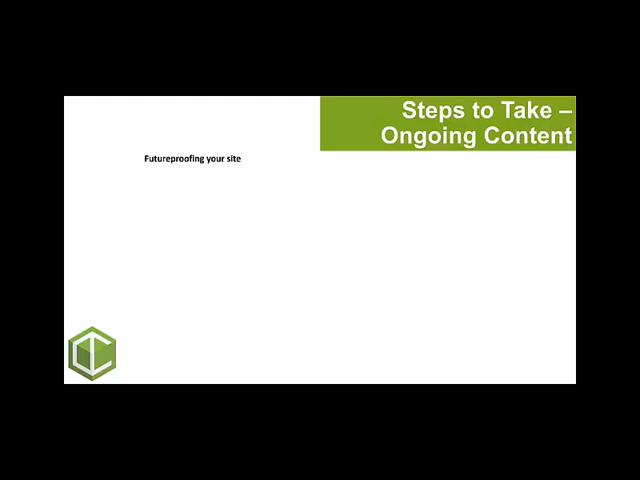 Steps to Take –
Ongoing Content
Futureproofing your site